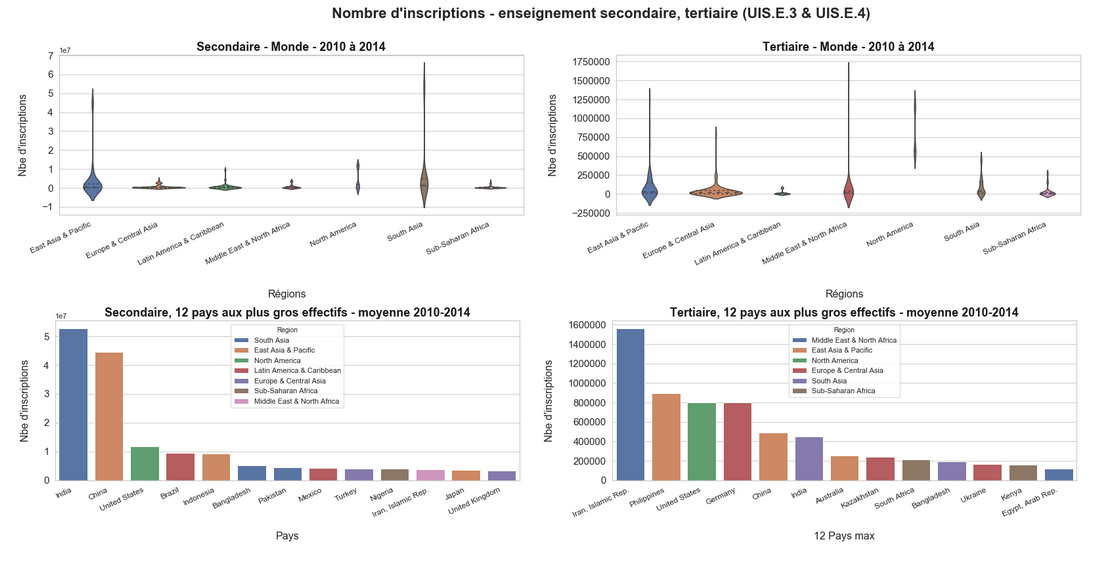 Nombre d'inscriptions - enseignement secondaire, tertiaire (UIS.E.3 & UIS.E.4)
Secondaire - Monde - 2010 à 2014
1e7
7
6
5
4
3
2
1
0
−1
Nbe d'inscriptions
East Asia & Pacific
Europe & Central Asia
Latin America & Caribbean
Middle East & North Africa
North America
South Asia
Sub-Saharan Africa
Régions
Tertiaire - Monde - 2010 à 2014
1750000
1500000
1250000
1000000
750000
500000
250000
0
−250000
Nbe d'inscriptions
East Asia & Pacific
Europe & Central Asia
Latin America & Caribbean
Middle East & North Africa
North America
South Asia
Sub-Saharan Africa
Régions
Secondaire, 12 pays aux plus gros effectifs - moyenne 2010-2014
1e7
5
4
3
2
1
0
Nbe d'inscriptions
Region
South Asia
East Asia & Pacific
North America
Latin America & Caribbean
Europe & Central Asia
Sub-Saharan Africa
Middle East & North Africa
India
China
United States
Brazil
Indonesia
Bangladesh
Pakistan
Mexico
Turkey
Nigeria
Iran, Islamic Rep.
Japan
United Kingdom
Pays
Tertiaire, 12 pays aux plus gros effectifs - moyenne 2010-2014
1600000
1400000
1200000
1000000
800000
600000
400000
200000
0
Nbe d'inscriptions
Region
Middle East & North Africa
East Asia & Pacific
North America
Europe & Central Asia
South Asia
Sub-Saharan Africa
Iran, Islamic Rep.
Philippines
United States
Germany
China
India
Australia
Kazakhstan
South Africa
Bangladesh
Ukraine
Kenya
Egypt, Arab Rep.
12 Pays max